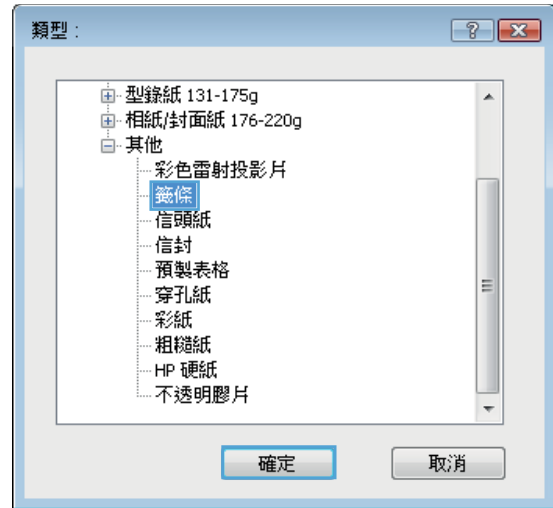 類型：
型錄紙 131-175g
相紙/封面紙 176-220g
其他
彩色雷射投影片
籤條
信頭紙
信封
預製表格
穿孔紙
彩紙
粗糙紙
HP 硬紙
不透明膠片
確定
取消